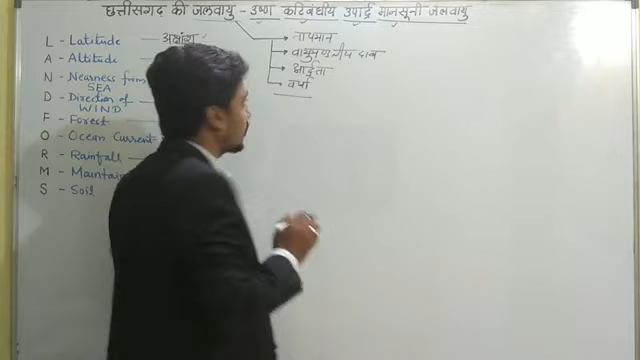 छत्तीसगढ़ की जलवायु - उष्ण कटिबंधीय उपार्द्र मानसूनी जलवायु
L - Latitude — अक्षांश
A - Altitude
N - Nearness from SEA
D - Direction of WIND
F - Forest
O - Ocean Current
R - Rainfall
M - Mountain
S - Soil
तापमान
वायुमण्डलीय दाब
आर्द्रता
वर्षा